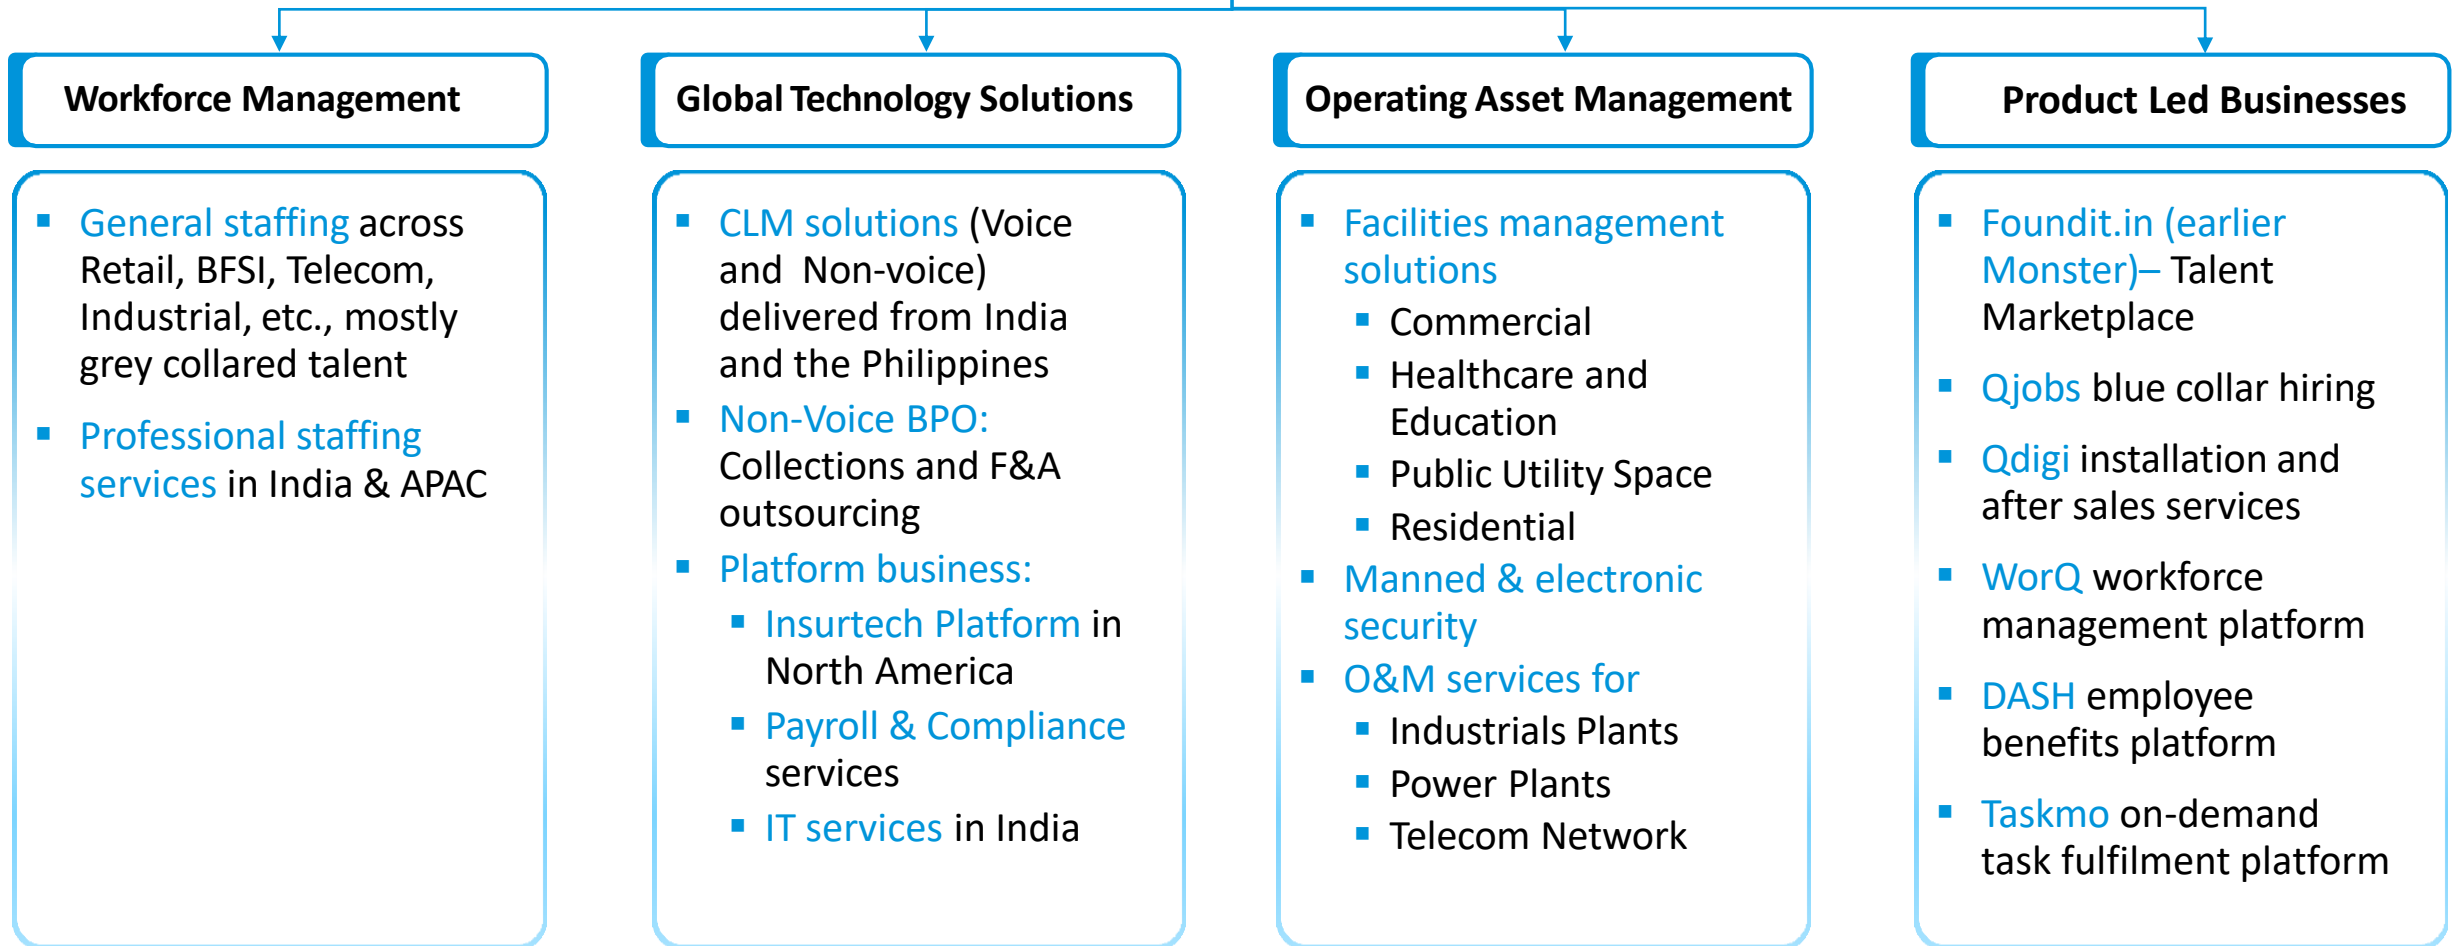 Workforce Management
General staffing across
Retail, BFSI, Telecom,
Industrial, etc., mostly
grey collared talent
Professional staffing
services in India & APAC
Global Technology Solutions
CLM solutions (Voice
and Non-voice)
delivered from India
and the Philippines
Non-Voice BPO:
Collections and F&A
outsourcing
Platform business:
Insurtech Platform in
North America
Payroll & Compliance
services
IT services in India
Operating Asset Management
Facilities management
solutions
Commercial
Healthcare and
Education
Public Utility Space
Residential
Manned & electronic
security
O&M services for
Industrials Plants
Power Plants
Telecom Network
Product Led Businesses
Foundit.in (earlier
Monster)– Talent
Marketplace
Qjobs blue collar hiring
Qdigi installation and
after sales services
WorQ workforce
management platform
DASH employee
benefits platform
Taskmo on-demand
task fulfilment platform